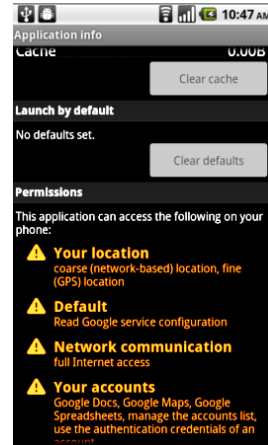 10:47 AM
Application info
Cache
0.00B
Clear cache
Launch by default
No defaults set.
Clear defaults
Permissions
This application can access the following on your
phone:
Your location
coarse (network-based) location, fine
(GPS) location
Default
Read Google service configuration
Network communication
full Internet access
Your accounts
Google Docs, Google Maps, Google
Spreadsheets, manage the accounts list,
use the authentication credentials of an
account